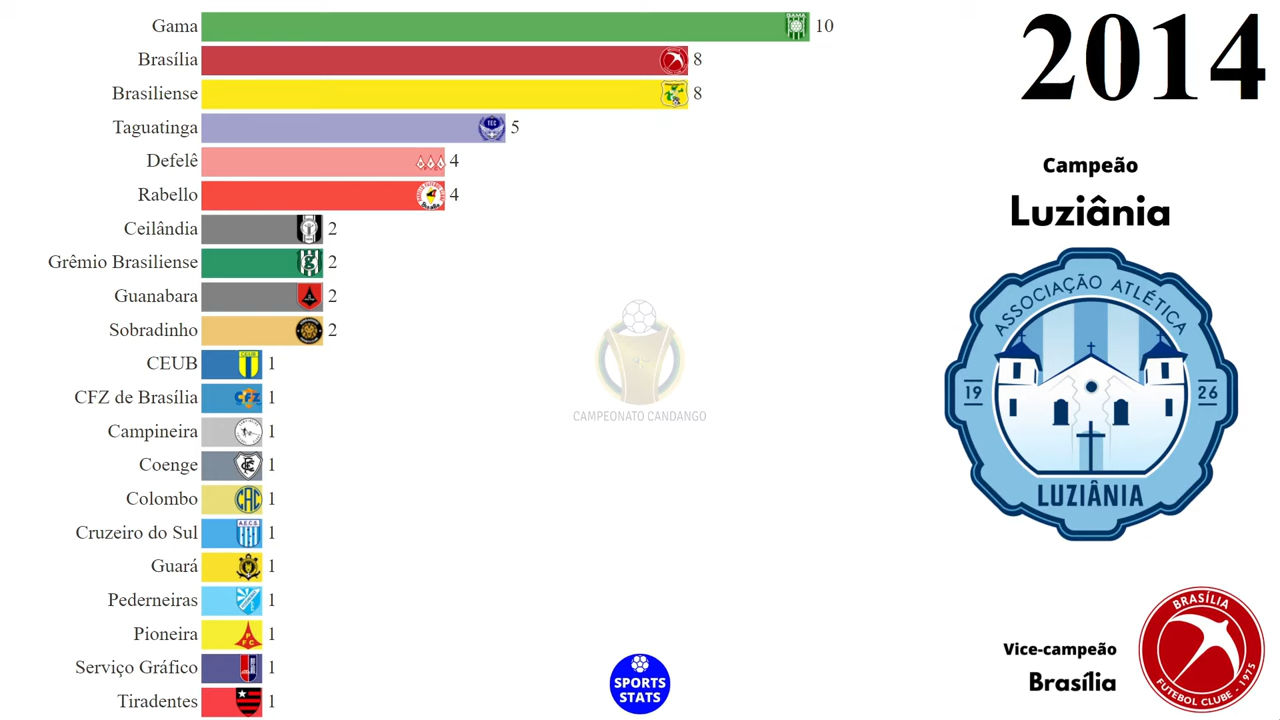 Gama 10
Brasília 8
Brasiliense 8
Taguatinga 5
Defelê 4
Rabello 4
Ceilândia 2
Grêmio Brasiliense 2
Guanabara 2
Sobradinho 2
CEUB 1
CFZ de Brasília 1
Campineira 1
Coenge 1
Colombo 1
Cruzeiro do Sul 1
Guará 1
Pederneiras 1
Pioneira 1
Serviço Gráfico 1
Tiradentes 1
CAMPEONATO CANDANGO
SPORTS
STATS
2014
Campeão
Luziânia
ASSOCIAÇÃO ATLÉTICA
19 26
LUZIÂNIA
Vice-campeão
Brasília
BRASÍLIA
FUTEBOL CLUBE - 1975